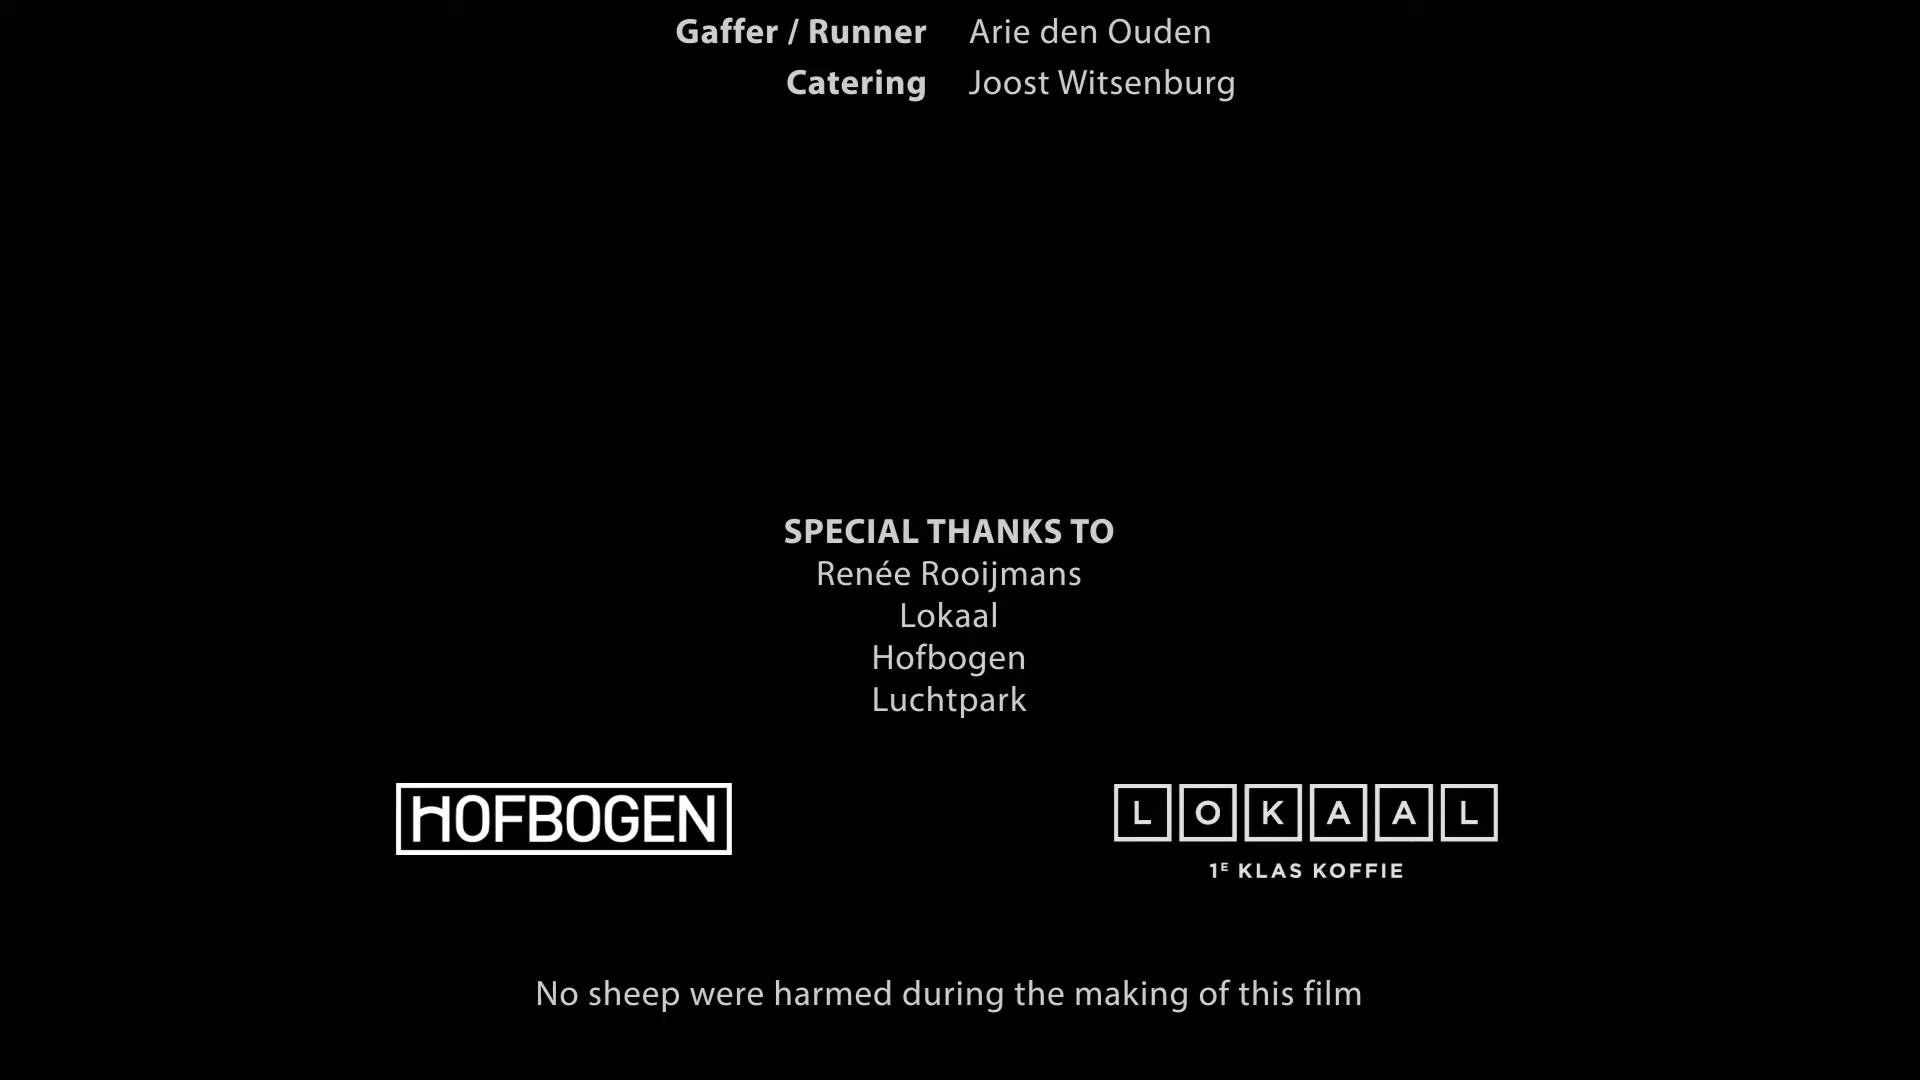 Gaffer / Runner Arie den Ouden
Catering Joost Witsenburg
SPECIAL THANKS TO
Renée Rooijmans
Lokaal
Hofbogen
Luchtpark
HOFBOGEN
LOKAAL
1E KLAS KOFFIE
No sheep were harmed during the making of this film